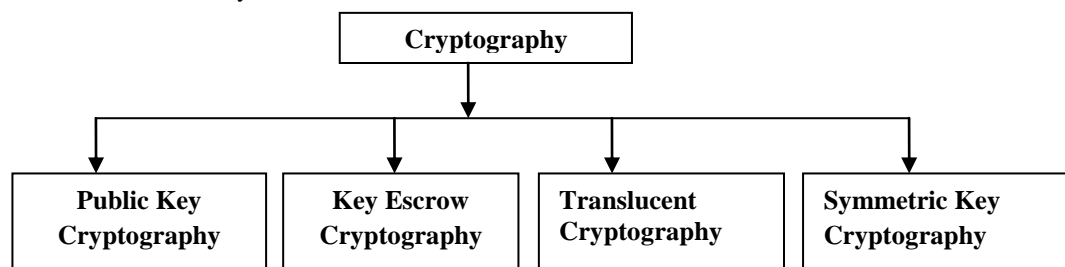 Cryptography
Public Key
Cryptography
Key Escrow
Cryptography
Translucent
Cryptography
Symmetric Key
Cryptography